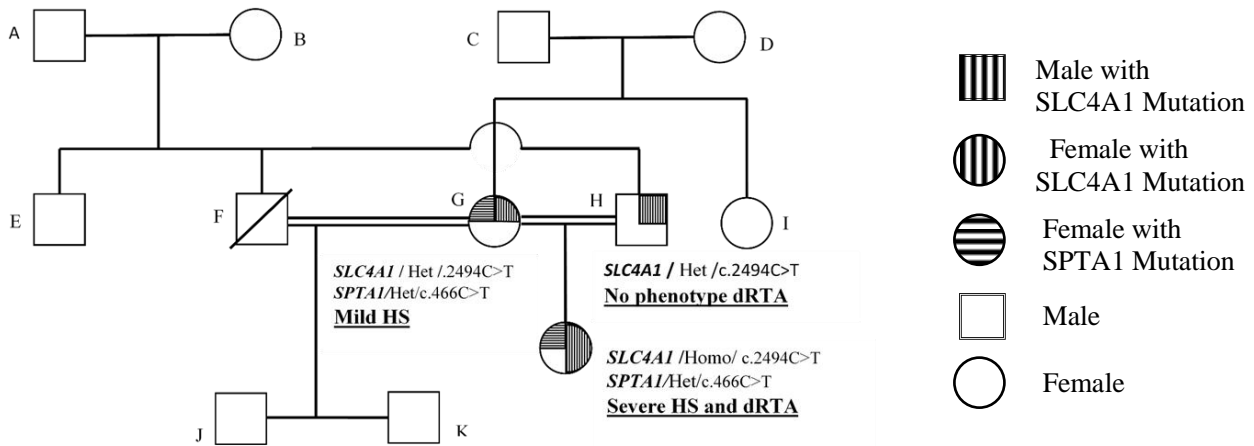 A
B
C
D
Male with
SLC4A1 Mutation
Female with
SLC4A1 Mutation
E
F
G
H
I
Female with
SPTA1 Mutation
SLC4A1 / Het /.2494C>T
SPTA1/Het/c.466C>T
Mild HS
SLC4A1 / Het /c.2494C>T
No phenotype dRTA
Male
SLC4A1 /Homo/ c.2494C>T
SPTA1/Het/c.466C>T
Severe HS and dRTA
Female
J
K